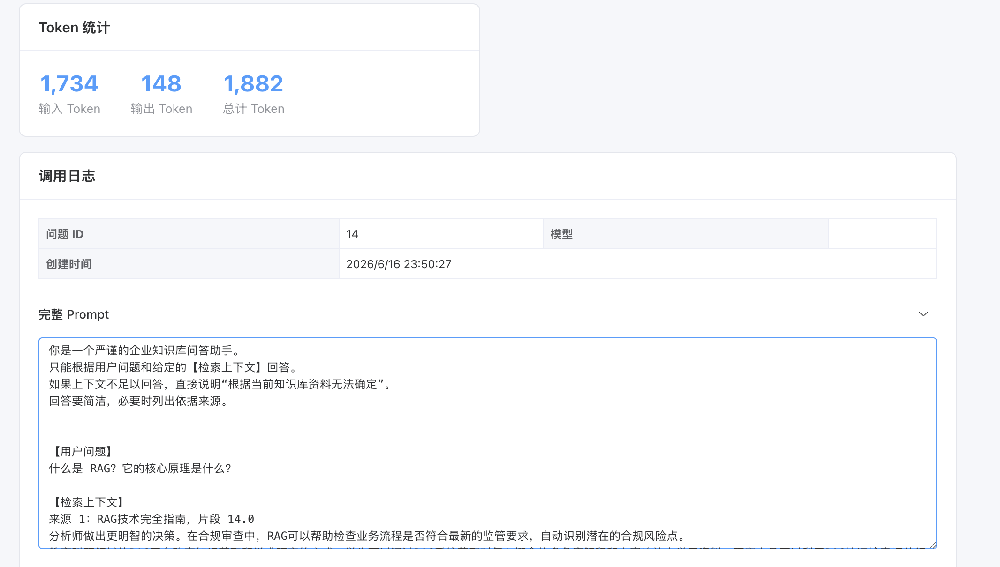 Token 统计
1,734 148 1,882
输入 Token 输出 Token 总计 Token
调用日志
问题 ID 14 模型
创建时间 2026/6/16 23:50:27
完整 Prompt
你是一个严谨的企业知识库问答助手。
只能根据用户问题和给定的【检索上下文】回答。
如果上下文不足以回答，直接说明“根据当前知识库资料无法确定”。
回答要简洁，必要时列出依据来源。
【用户问题】
什么是 RAG？它的核心原理是什么？
【检索上下文】
来源 1：RAG技术完全指南，片段 14.0
分析师做出更明智的决策。在合规审查中，RAG可以帮助检查业务流程是否符合最新的监管要求，自动识别潜在的合规风险点。